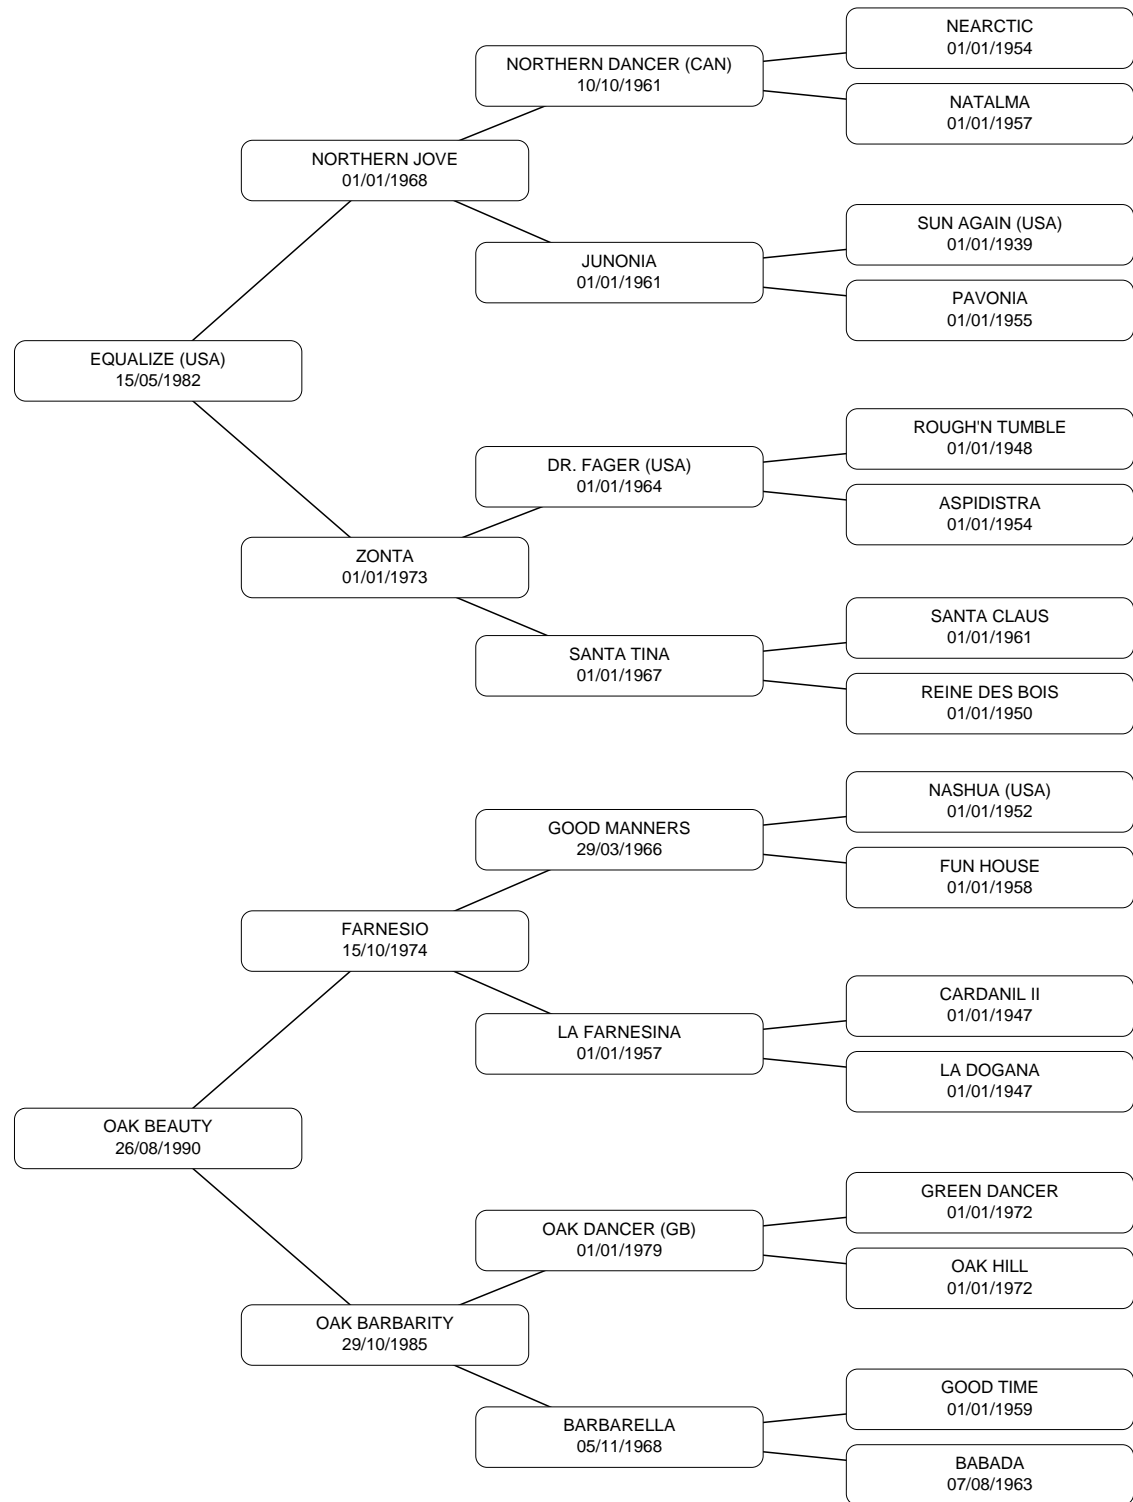 NEARCTIC
01/01/1954
NORTHERN DANCER (CAN)
10/10/1961
NATALMA
01/01/1957
NORTHERN JOVE
01/01/1968
SUN AGAIN (USA)
01/01/1939
JUNONIA
01/01/1961
PAVONIA
01/01/1955
EQUALIZE (USA)
15/05/1982
ROUGH'N TUMBLE
01/01/1948
DR. FAGER (USA)
01/01/1964
ASPIDISTRA
01/01/1954
ZONTA
01/01/1973
SANTA CLAUS
01/01/1961
SANTA TINA
01/01/1967
REINE DES BOIS
01/01/1950
NASHUA (USA)
01/01/1952
GOOD MANNERS
29/03/1966
FUN HOUSE
01/01/1958
FARNESIO
15/10/1974
CARDANIL II
01/01/1947
LA FARNESINA
01/01/1957
LA DOGANA
01/01/1947
OAK BEAUTY
26/08/1990
GREEN DANCER
01/01/1972
OAK DANCER (GB)
01/01/1979
OAK HILL
01/01/1972
OAK BARBARITY
29/10/1985
GOOD TIME
01/01/1959
BARBARELLA
05/11/1968
BABADA
07/08/1963